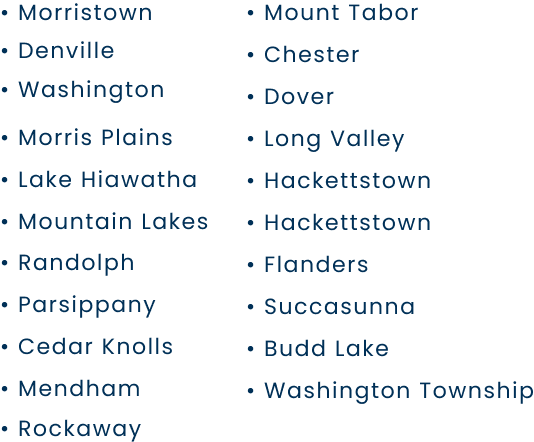 • Morristown
• Denville
• Washington
• Morris Plains
• Lake Hiawatha
• Mountain Lakes
• Randolph
• Parsippany
• Cedar Knolls
• Mendham
• Rockaway
• Mount Tabor
• Chester
• Dover
• Long Valley
• Hackettstown
• Hackettstown
• Flanders
• Succasunna
• Budd Lake
• Washington Township